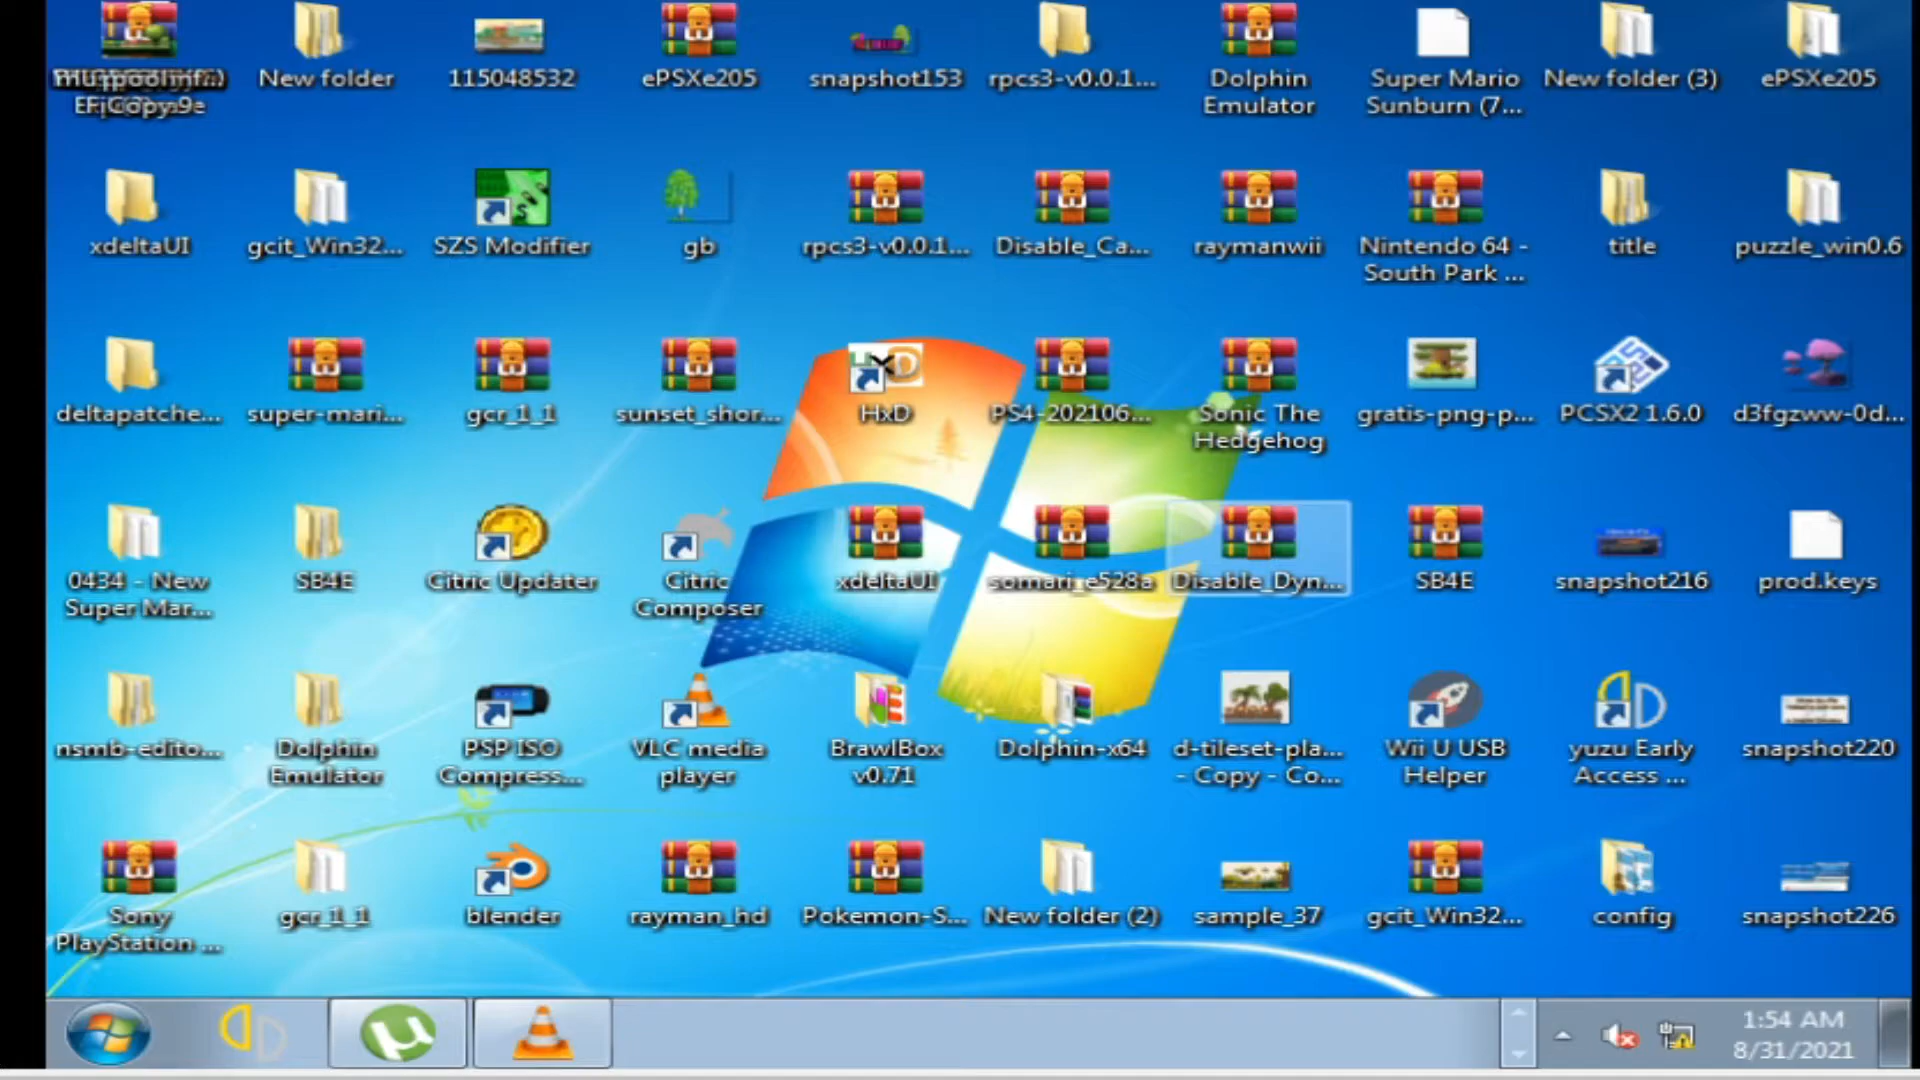 New folder
115048532
ePSXe205
snapshot153
rpcs3-v0.0.1...
Dolphin
Emulator
Super Mario
Sunburn (7...
New folder (3)
ePSXe205
xdeltaUI
gcit_Win32...
SZS Modifier
gb
rpcs3-v0.0.1...
Disable_Ca...
raymanwii
Nintendo 64 -
South Park ...
title
puzzle_win0.6
deltapatche...
super-mari...
gcr_1_1
sunset_shor...
HxD
PS4-202106...
Sonic The
Hedgehog
gratis-png-p...
PCSX2 1.6.0
d3fgzww-0d...
0434 - New
Super Mar...
SB4E
Citric Updater
Citric
Composer
xdeltaUI
somari_e528a
Disable_Dyn...
SB4E
snapshot216
prod.keys
nsmb-edito...
Dolphin
Emulator
PSP ISO
Compress...
VLC media
player
BrawlBox
v0.71
Dolphin-x64
d-tileset-pla...
- Copy - Co...
Wii U USB
Helper
yuzu Early
Access ...
snapshot220
Sony
PlayStation ...
gcr_1_1
blender
rayman_hd
Pokemon-S...
New folder (2)
sample_37
gcit_Win32...
config
snapshot226
1:54 AM
8/31/2021